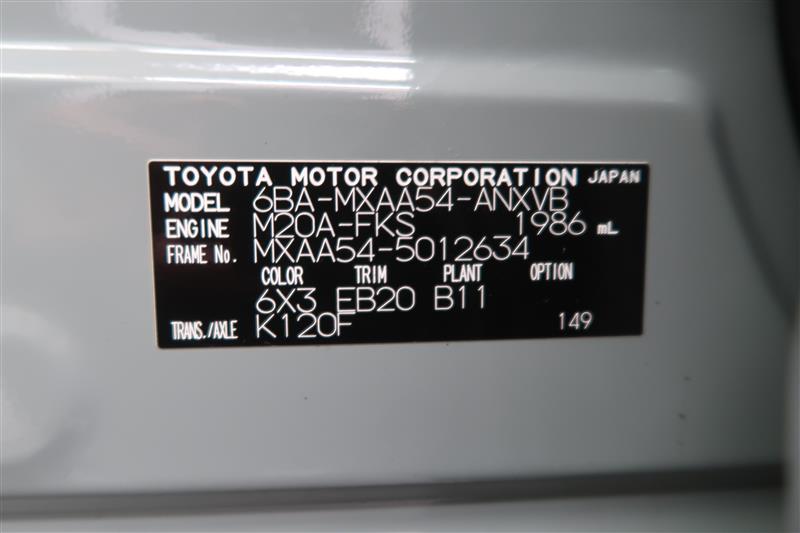 TOYOTA MOTOR CORPORATION JAPAN
MODEL 6BA-MXAA54-ANXVB
ENGINE M20A-FKS 1986 mL
FRAME No. MXAA54-5012634
COLOR TRIM PLANT OPTION
6X3 EB20 B11
TRANS./AXLE K120F 149